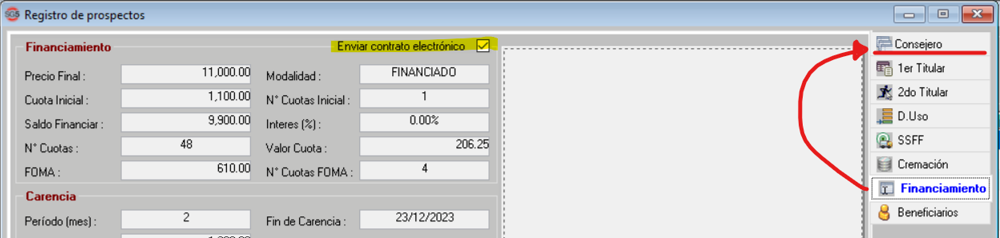 SG5 Registro de prospectos
Financiamiento
Enviar contrato electrónico
Precio Final : 11,000.00 Modalidad : FINANCIADO
Cuota Inicial : 1,100.00 N° Cuotas Inicial : 1
Saldo Financiar : 9,900.00 Interes (%) : 0.00%
N° Cuotas : 48 Valor Cuota : 206.25
FOMA : 610.00 N° Cuotas FOMA : 4
Carencia
Período (mes) : 2 Fin de Carencia : 23/12/2023
Consejero
1er Titular
2do Titular
D.Uso
SSFF
Cremación
Financiamiento
Beneficiarios